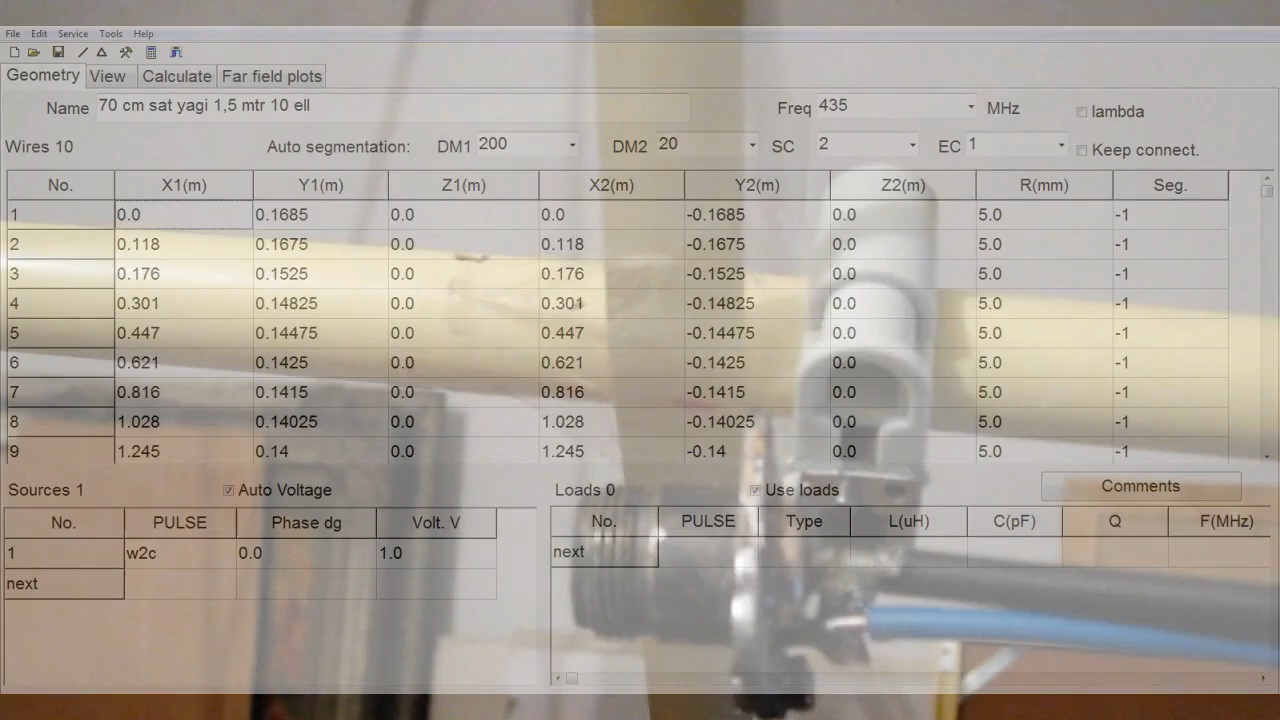 File Edit Service Tools Help
Geometry View Calculate Far field plots
Name 70 cm sat yagi 1,5 mtr 10 ell Freq 435 MHz lambda
Wires 10 Auto segmentation: DM1 200 DM2 20 SC 2 EC 1 Keep connect.
No. X1(m) Y1(m) Z1(m) X2(m) Y2(m) Z2(m) R(mm) Seg.
1 0.0 0.1685 0.0 0.0 -0.1685 0.0 5.0 -1
2 0.118 0.1675 0.0 0.118 -0.1675 0.0 5.0 -1
3 0.176 0.1525 0.0 0.176 -0.1525 0.0 5.0 -1
4 0.301 0.14825 0.0 0.301 -0.14825 0.0 5.0 -1
5 0.447 0.14475 0.0 0.447 -0.14475 0.0 5.0 -1
6 0.621 0.1425 0.0 0.621 -0.1425 0.0 5.0 -1
7 0.816 0.1415 0.0 0.816 -0.1415 0.0 5.0 -1
8 1.028 0.14025 0.0 1.028 -0.14025 0.0 5.0 -1
9 1.245 0.14 0.0 1.245 -0.14 0.0 5.0 -1
Sources 1 Auto Voltage Loads 0 Use loads Comments
No. PULSE Phase dg Volt. V No. PULSE Type L(uH) C(pF) Q F(MHz)
1 w2c 0.0 1.0 next
next